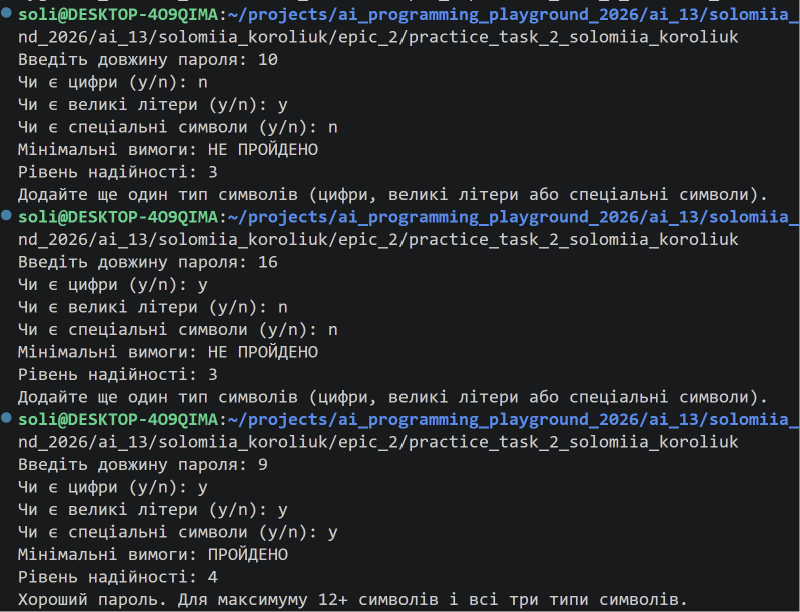 soli@DESKTOP-4O9QIMA:~/projects/ai_programming_playground_2026/ai_13/solomiia_
nd_2026/ai_13/solomiia_koroliuk/epic_2/practice_task_2_solomiia_koroliuk
Введіть довжину пароля: 10
Чи є цифри (y/n): n
Чи є великі літери (y/n): y
Чи є спеціальні символи (y/n): n
Мінімальні вимоги: НЕ ПРОЙДЕНО
Рівень надійності: 3
Додайте ще один тип символів (цифри, великі літери або спеціальні символи).
soli@DESKTOP-4O9QIMA:~/projects/ai_programming_playground_2026/ai_13/solomiia_
nd_2026/ai_13/solomiia_koroliuk/epic_2/practice_task_2_solomiia_koroliuk
Введіть довжину пароля: 16
Чи є цифри (y/n): y
Чи є великі літери (y/n): n
Чи є спеціальні символи (y/n): n
Мінімальні вимоги: НЕ ПРОЙДЕНО
Рівень надійності: 3
Додайте ще один тип символів (цифри, великі літери або спеціальні символи).
soli@DESKTOP-4O9QIMA:~/projects/ai_programming_playground_2026/ai_13/solomiia_
nd_2026/ai_13/solomiia_koroliuk/epic_2/practice_task_2_solomiia_koroliuk
Введіть довжину пароля: 9
Чи є цифри (y/n): y
Чи є великі літери (y/n): y
Чи є спеціальні символи (y/n): y
Мінімальні вимоги: ПРОЙДЕНО
Рівень надійності: 4
Хороший пароль. Для максимуму 12+ символів і всі три типи символів.